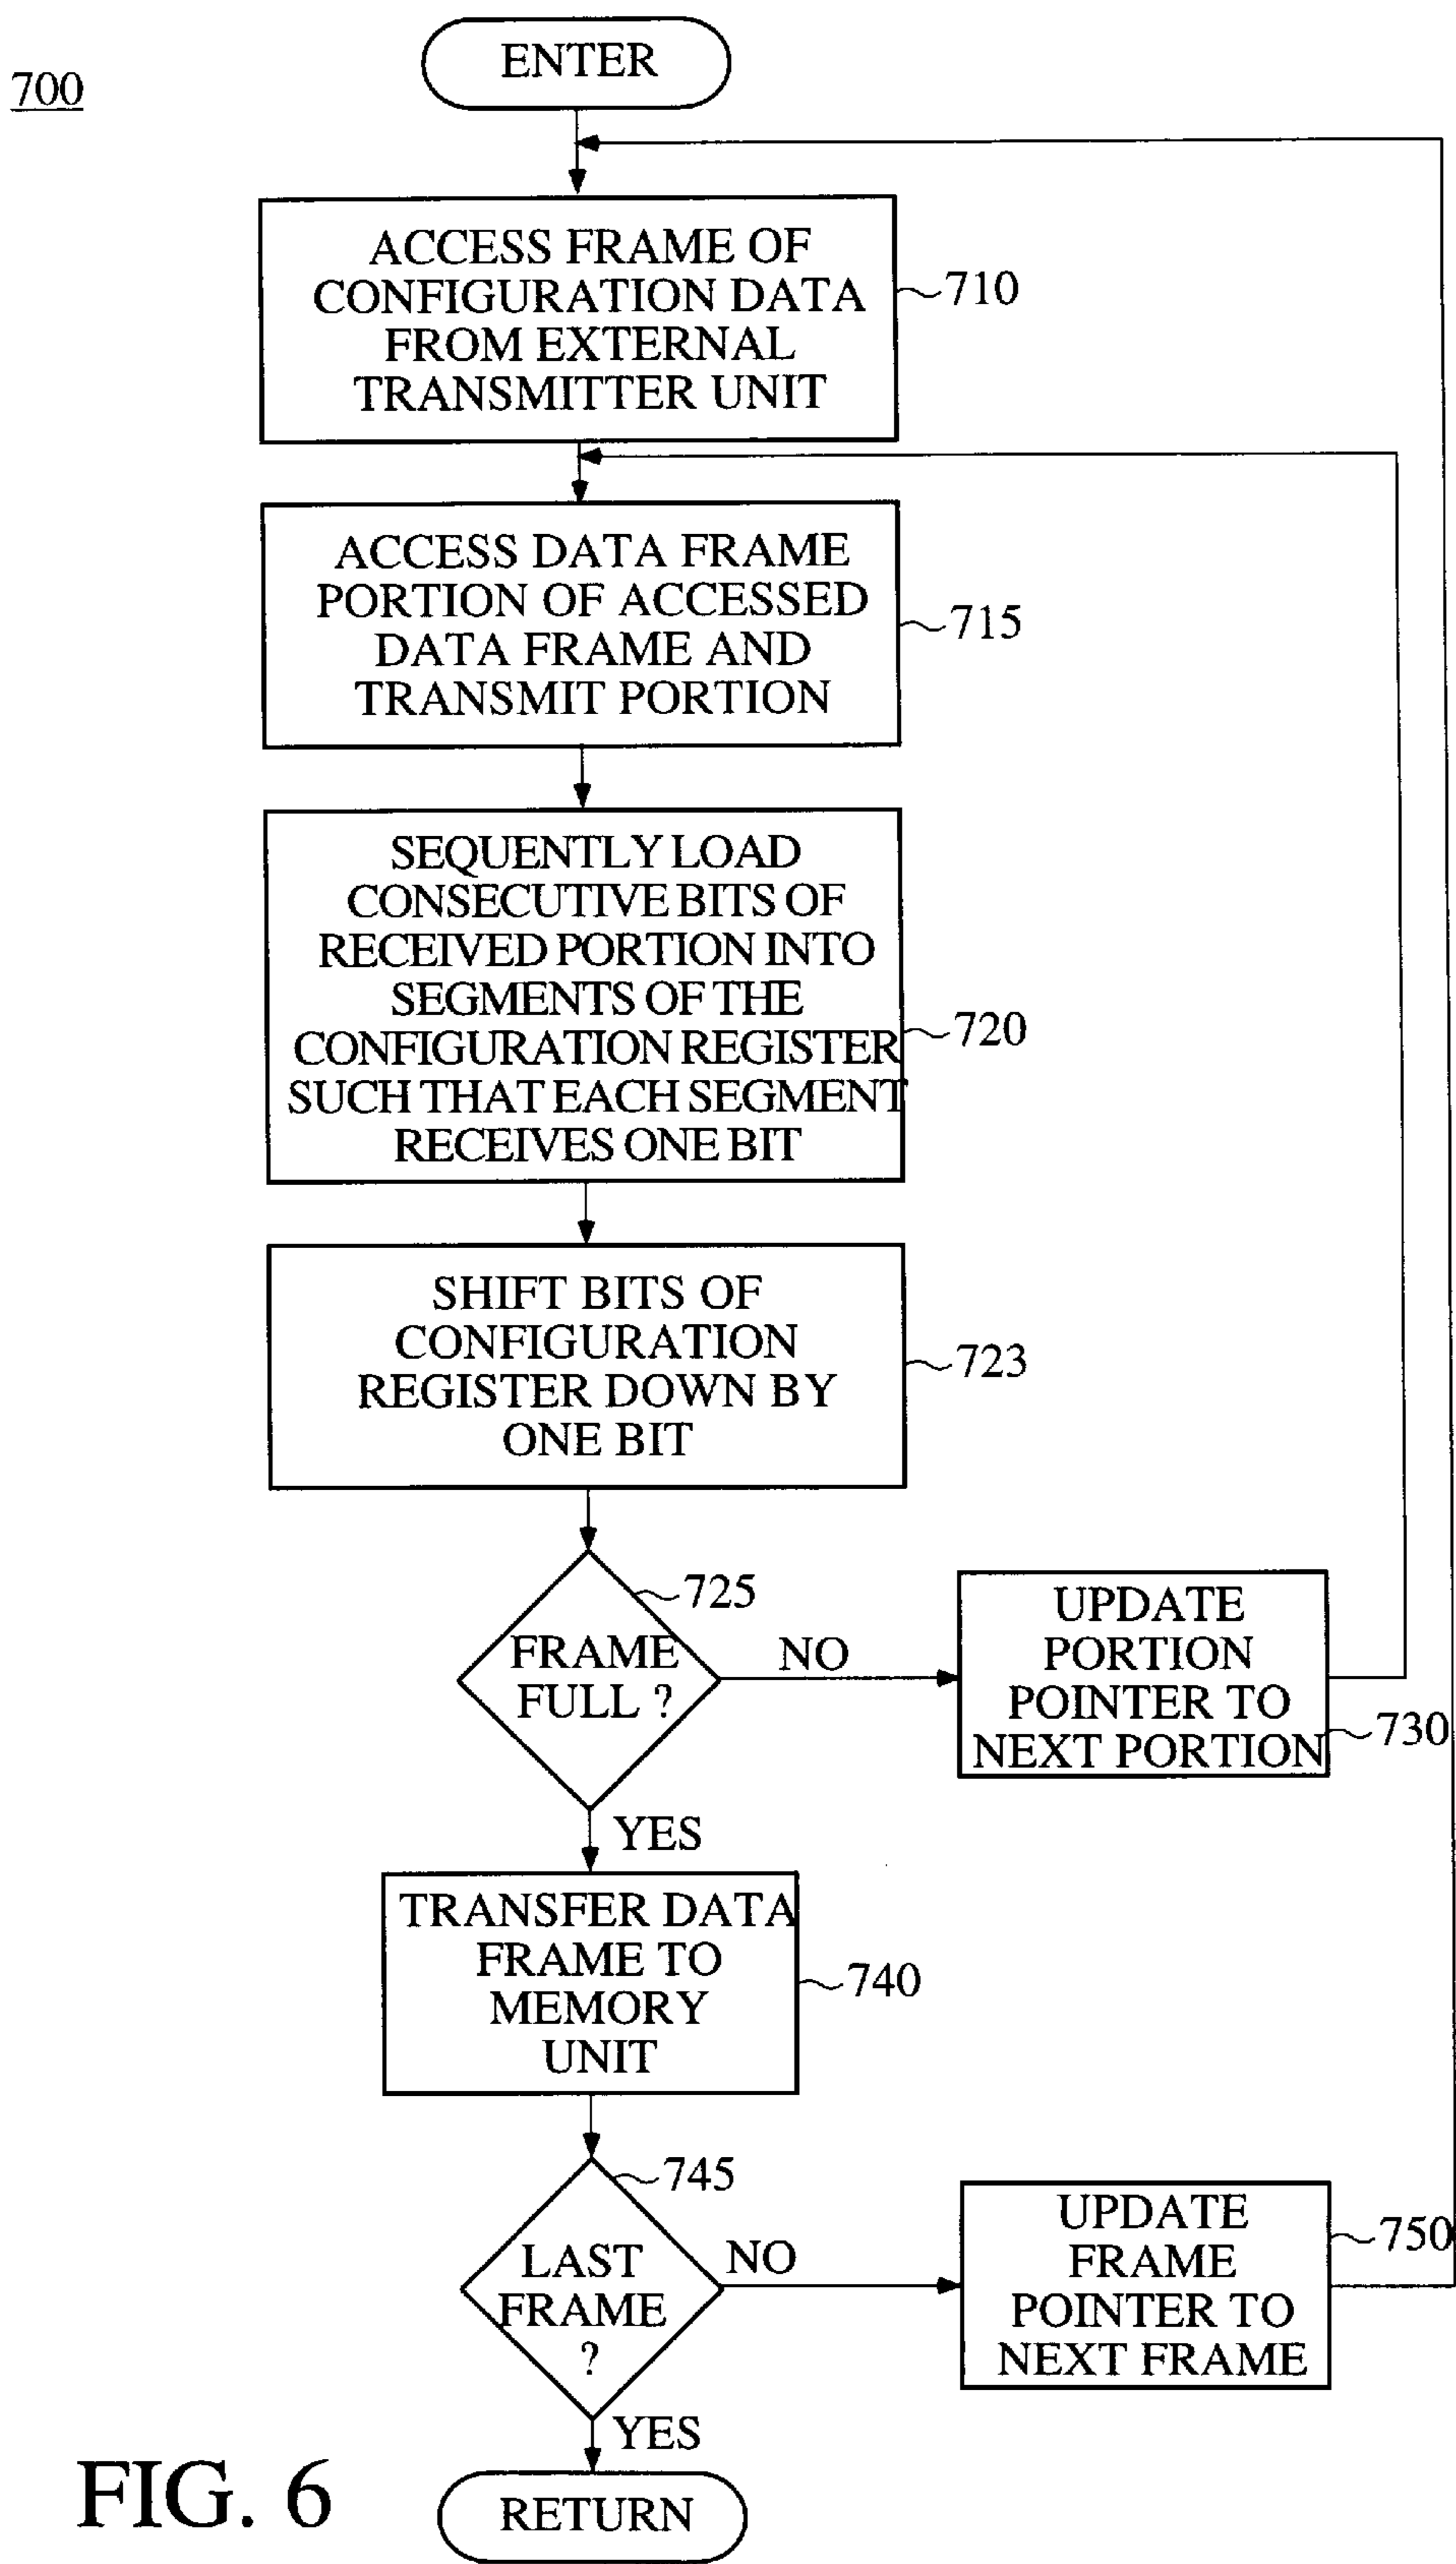 700
ENTER
ACCESS FRAME OF
CONFIGURATION DATA
FROM EXTERNAL
TRANSMITTER UNIT
710
ACCESS DATA FRAME
PORTION OF ACCESSED
DATA FRAME AND
TRANSMIT PORTION
715
SEQUENTLY LOAD
CONSECUTIVE BITS OF
RECEIVED PORTION INTO
SEGMENTS OF THE
CONFIGURATION REGISTER
SUCH THAT EACH SEGMENT
RECEIVES ONE BIT
720
SHIFT BITS OF
CONFIGURATION
REGISTER DOWN BY
ONE BIT
723
725
FRAME
FULL ?
NO
UPDATE
PORTION
POINTER TO
NEXT PORTION
730
YES
TRANSFER DATA
FRAME TO
MEMORY
UNIT
740
745
LAST
FRAME
?
NO
UPDATE
FRAME
POINTER TO
NEXT FRAME
750
YES
RETURN
FIG. 6